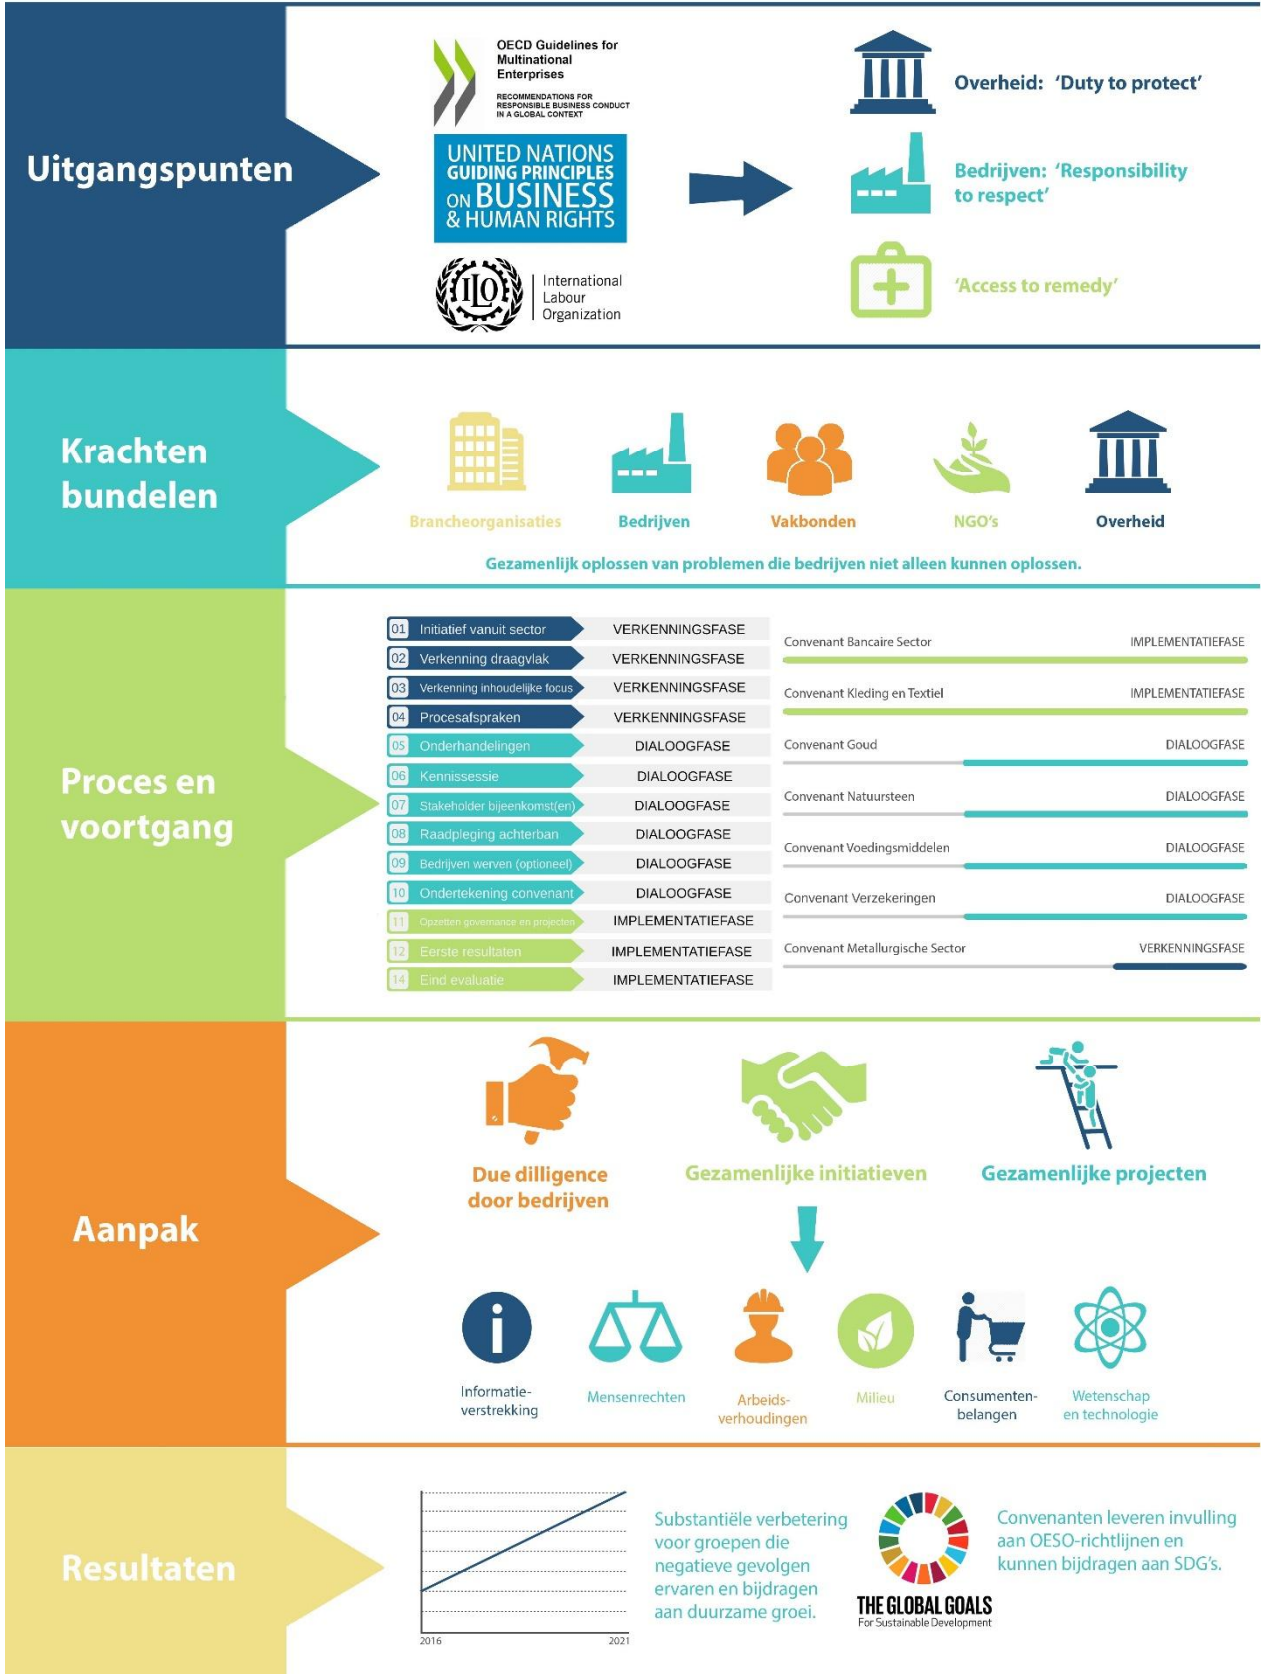 Uitgangspunten
OECD Guidelines for
Multinational
Enterprises
RECOMMENDATIONS FOR
RESPONSIBLE BUSINESS CONDUCT
IN A GLOBAL CONTEXT
UNITED NATIONS
GUIDING PRINCIPLES
ON BUSINESS
& HUMAN RIGHTS
ILO
International
Labour
Organization
Overheid: ‘Duty to protect’
Bedrijven: ‘Responsibility
to respect’
‘Access to remedy’
Krachten
bundelen
Brancheorganisaties
Bedrijven
Vakbonden
NGO's
Overheid
Gezamenlijk oplossen van problemen die bedrijven niet alleen kunnen oplossen.
Proces en
voortgang
01 Initiatief vanuit sector VERKENNINGSFASE
02 Verkenning draagvlak VERKENNINGSFASE
03 Verkenning inhoudelijke focus VERKENNINGSFASE
04 Procesafspraken VERKENNINGSFASE
05 Onderhandelingen DIALOOGFASE
06 Kennissessie DIALOOGFASE
07 Stakeholder bijeenkomst(en) DIALOOGFASE
08 Raadpleging achterban DIALOOGFASE
09 Bedrijven werven (optioneel) DIALOOGFASE
10 Ondertekening convenant DIALOOGFASE
11 Opzetten governance en projecten IMPLEMENTATIEFASE
12 Eerste resultaten IMPLEMENTATIEFASE
14 Eind evaluatie IMPLEMENTATIEFASE
Convenant Bancaire Sector IMPLEMENTATIEFASE
Convenant Kleding en Textiel IMPLEMENTATIEFASE
Convenant Goud DIALOOGFASE
Convenant Natuursteen DIALOOGFASE
Convenant Voedingsmiddelen DIALOOGFASE
Convenant Verzekeringen DIALOOGFASE
Convenant Metallurgische Sector VERKENNINGSFASE
Aanpak
Due dilligence
door bedrijven
Gezamenlijke initiatieven
Gezamenlijke projecten
Informatie-
verstrekking
Mensenrechten
Arbeids-
verhoudingen
Milieu
Consumenten-
belangen
Wetenschap
en technologie
Resultaten
2016
2021
Substantiële verbetering
voor groepen die
negatieve gevolgen
ervaren en bijdragen
aan duurzame groei.
THE GLOBAL GOALS
For Sustainable Development
Convenanten leveren invulling
aan OESO-richtlijnen en
kunnen bijdragen aan SDG's.